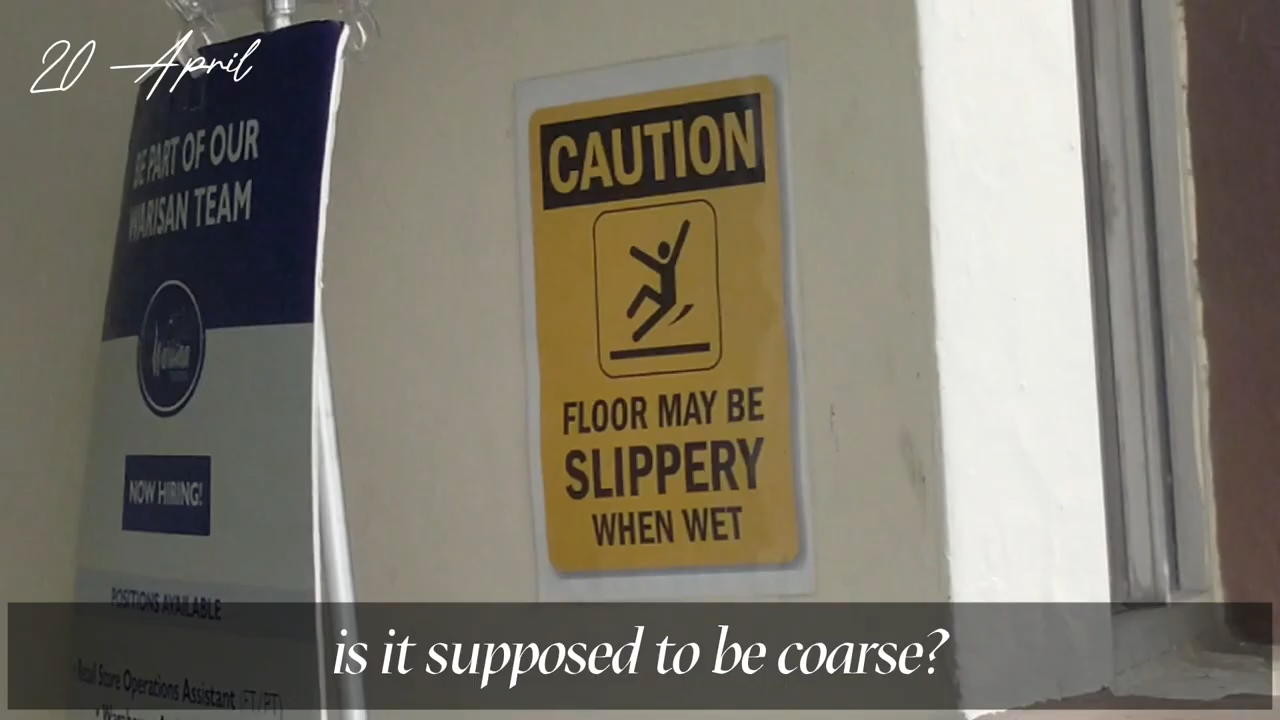 20 April
BE PART OF OUR
WARISAN TEAM
NOW HIRING!
POSITIONS AVAILABLE
Retail Store Operations Assistant (FT/PT)
CAUTION
FLOOR MAY BE
SLIPPERY
WHEN WET
is it supposed to be coarse?